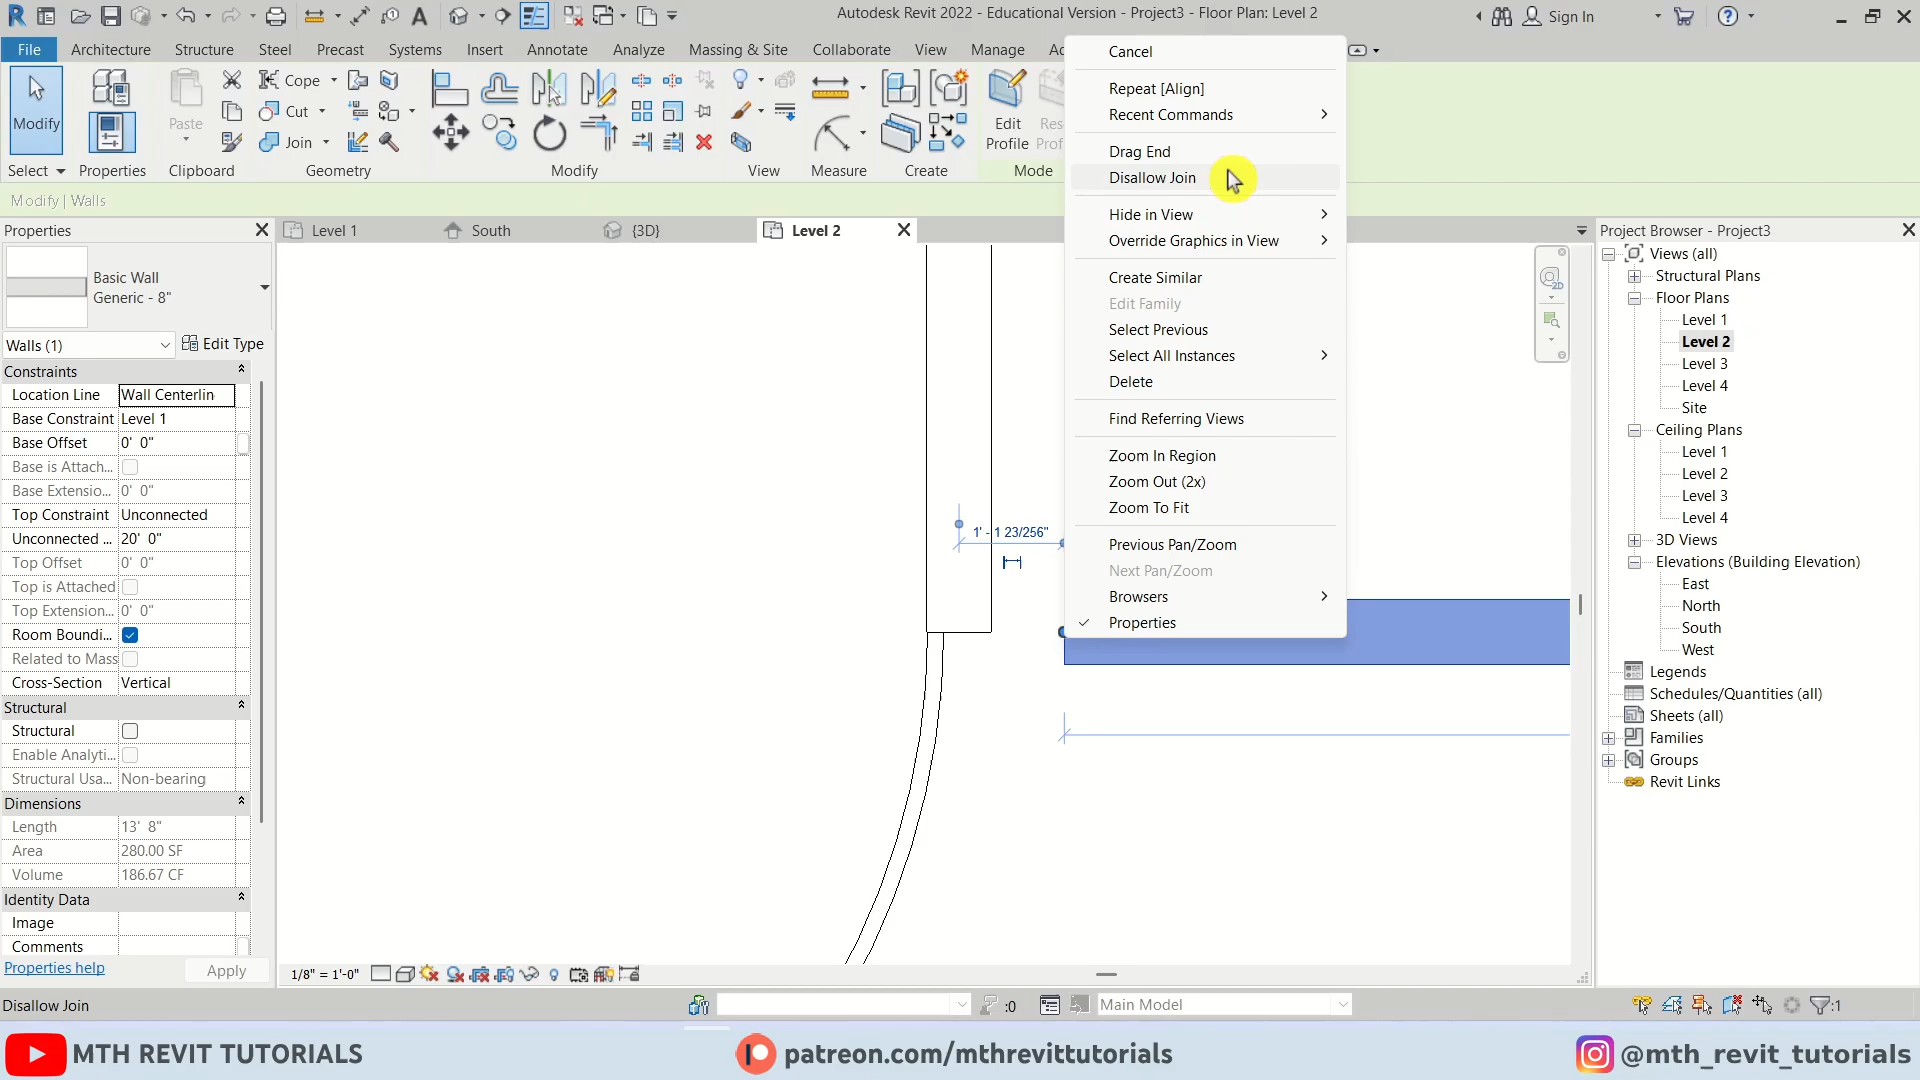 Autodesk Revit 2022 - Educational Version - Project3 - Floor Plan: Level 2
Sign In
File
Architecture
Structure
Steel
Precast
Systems
Insert
Annotate
Analyze
Massing & Site
Collaborate
View
Manage
Modify
Paste
Cope
Cut
Join
Edit
Profile
Select
Properties
Clipboard
Geometry
Modify
View
Measure
Create
Mode
Modify | Walls
Properties
Level 1
South
{3D}
Level 2
Project Browser - Project3
Basic Wall
Generic - 8"
Walls (1)
Edit Type
Constraints
Location Line Wall Centerlin
Base Constraint Level 1
Base Offset 0' 0"
Base is Attach...
Base Extensio... 0' 0"
Top Constraint Unconnected
Unconnected ... 20' 0"
Top Offset 0' 0"
Top is Attached
Top Extension... 0' 0"
Room Boundi...
Related to Mass
Cross-Section Vertical
Structural
Structural
Enable Analyti...
Structural Usa... Non-bearing
Dimensions
Length 13' 8"
Area 280.00 SF
Volume 186.67 CF
Identity Data
Image
Comments
Properties help
Apply
Cancel
Repeat [Align]
Recent Commands
Drag End
Disallow Join
Hide in View
Override Graphics in View
Create Similar
Edit Family
Select Previous
Select All Instances
Delete
Find Referring Views
Zoom In Region
Zoom Out (2x)
Zoom To Fit
Previous Pan/Zoom
Next Pan/Zoom
Browsers
Properties
1' - 1 23/256"
Views (all)
Structural Plans
Floor Plans
Level 1
Level 2
Level 3
Level 4
Site
Ceiling Plans
Level 1
Level 2
Level 3
Level 4
3D Views
Elevations (Building Elevation)
East
North
South
West
Legends
Schedules/Quantities (all)
Sheets (all)
Families
Groups
Revit Links
1/8" = 1'-0"
Disallow Join
:0
Main Model
:1
MTH REVIT TUTORIALS
patreon.com/mthrevittutorials
@mth_revit_tutorials